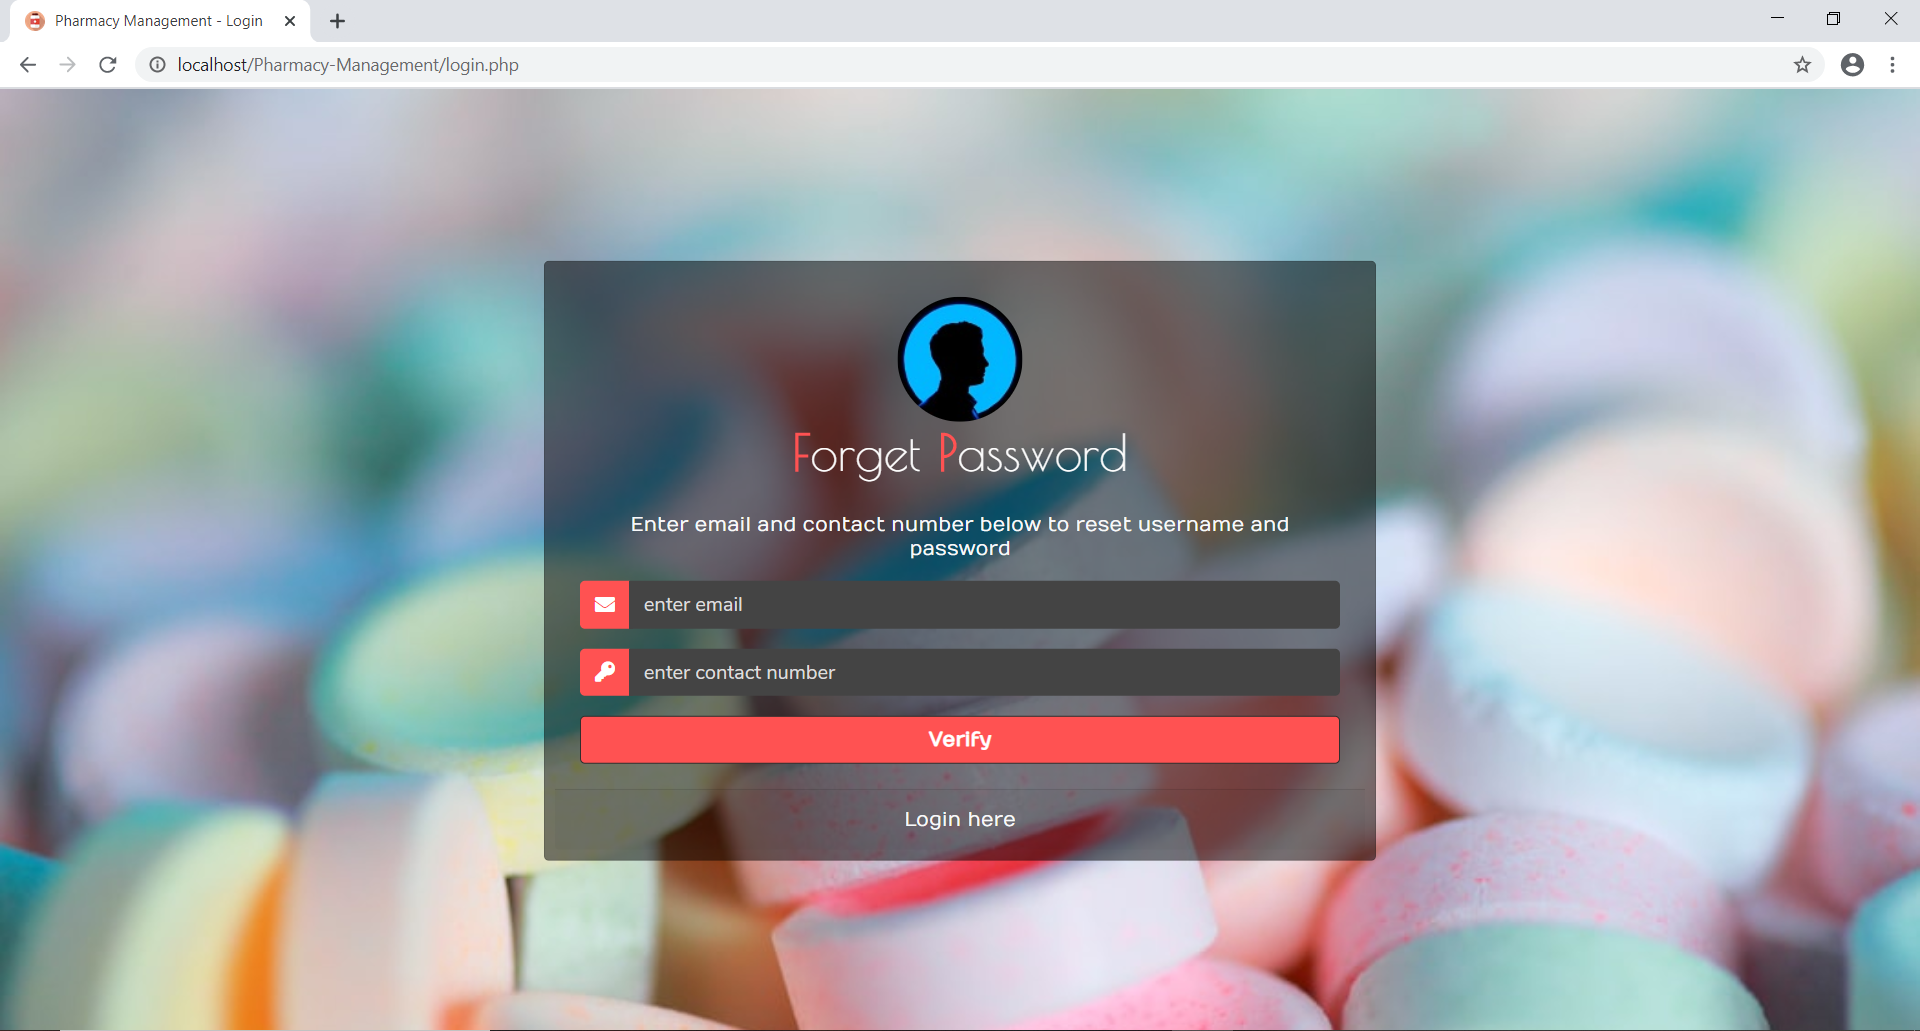 Pharmacy Management - Login
localhost/Pharmacy-Management/login.php
Forget Password
Enter email and contact number below to reset username and
password
enter email
enter contact number
Verify
Login here